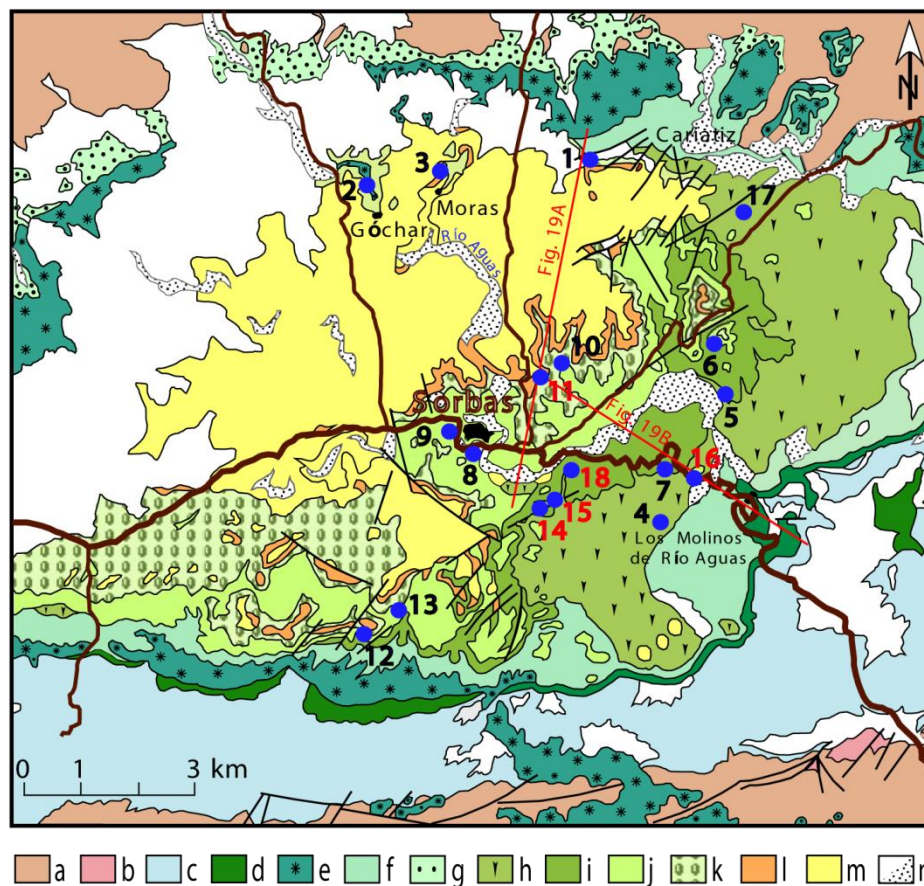 N
Cariatiz
1
17
3
2
Moras
Góchar
Río Aguas
Fig. 19A
10
6
11
Sorbas
5
9
Fig. 19B
8
18
7
16
15
4
14
Los Molinos
de Río Aguas
13
12
0 1 3 km
a b c d e f g h i j k l m n